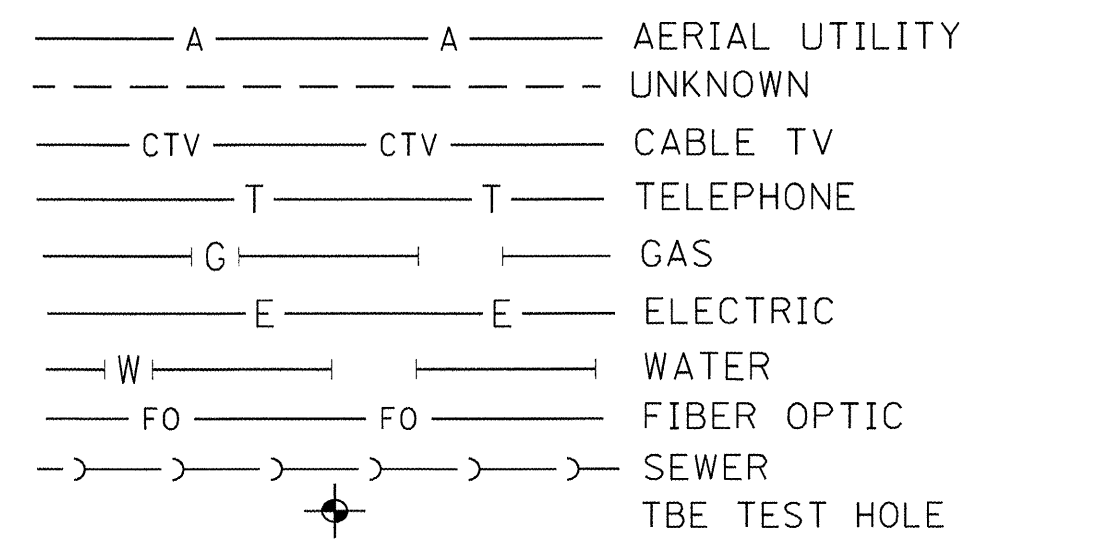 A A AERIAL UTILITY
UNKNOWN
CTV CTV CABLE TV
T T TELEPHONE
G GAS
E E ELECTRIC
W WATER
FO FO FIBER OPTIC
SEWER
TBE TEST HOLE